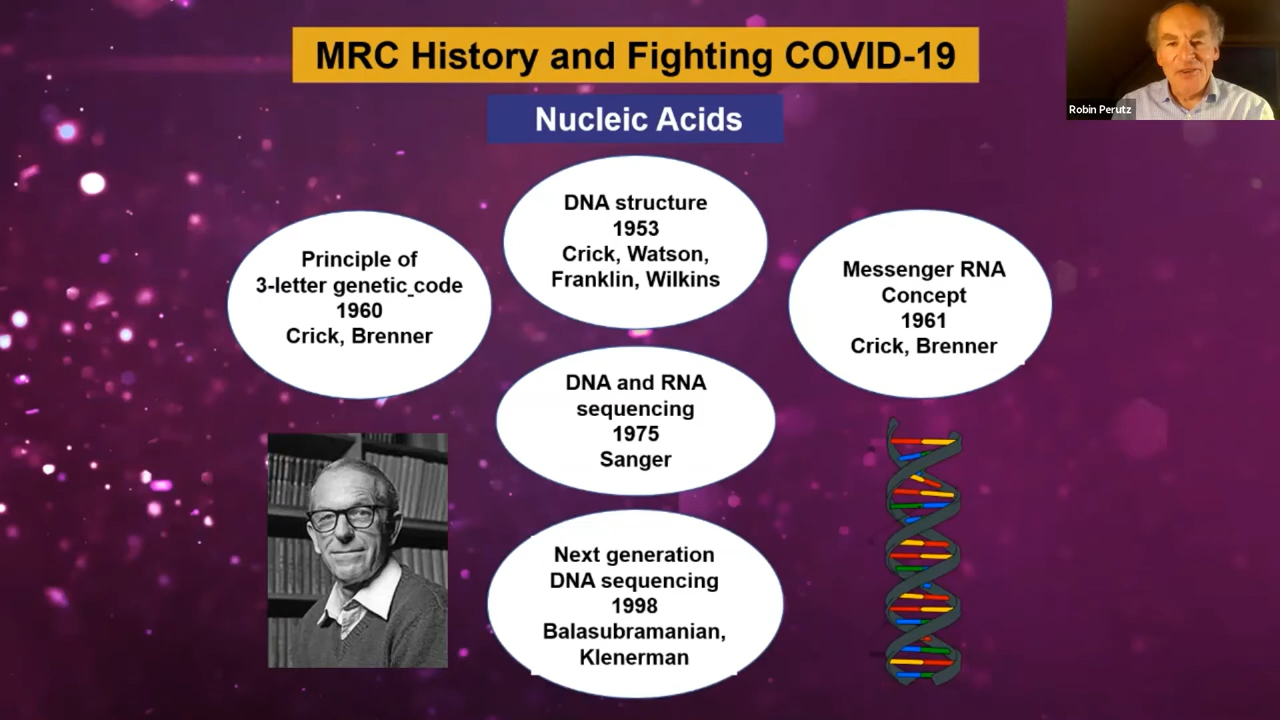 MRC History and Fighting COVID-19
Robin Perutz
Nucleic Acids
DNA structure
1953
Crick, Watson,
Franklin, Wilkins
Principle of
3-letter genetic code
1960
Crick, Brenner
Messenger RNA
Concept
1961
Crick, Brenner
DNA and RNA
sequencing
1975
Sanger
Next generation
DNA sequencing
1998
Balasubramanian,
Klenerman